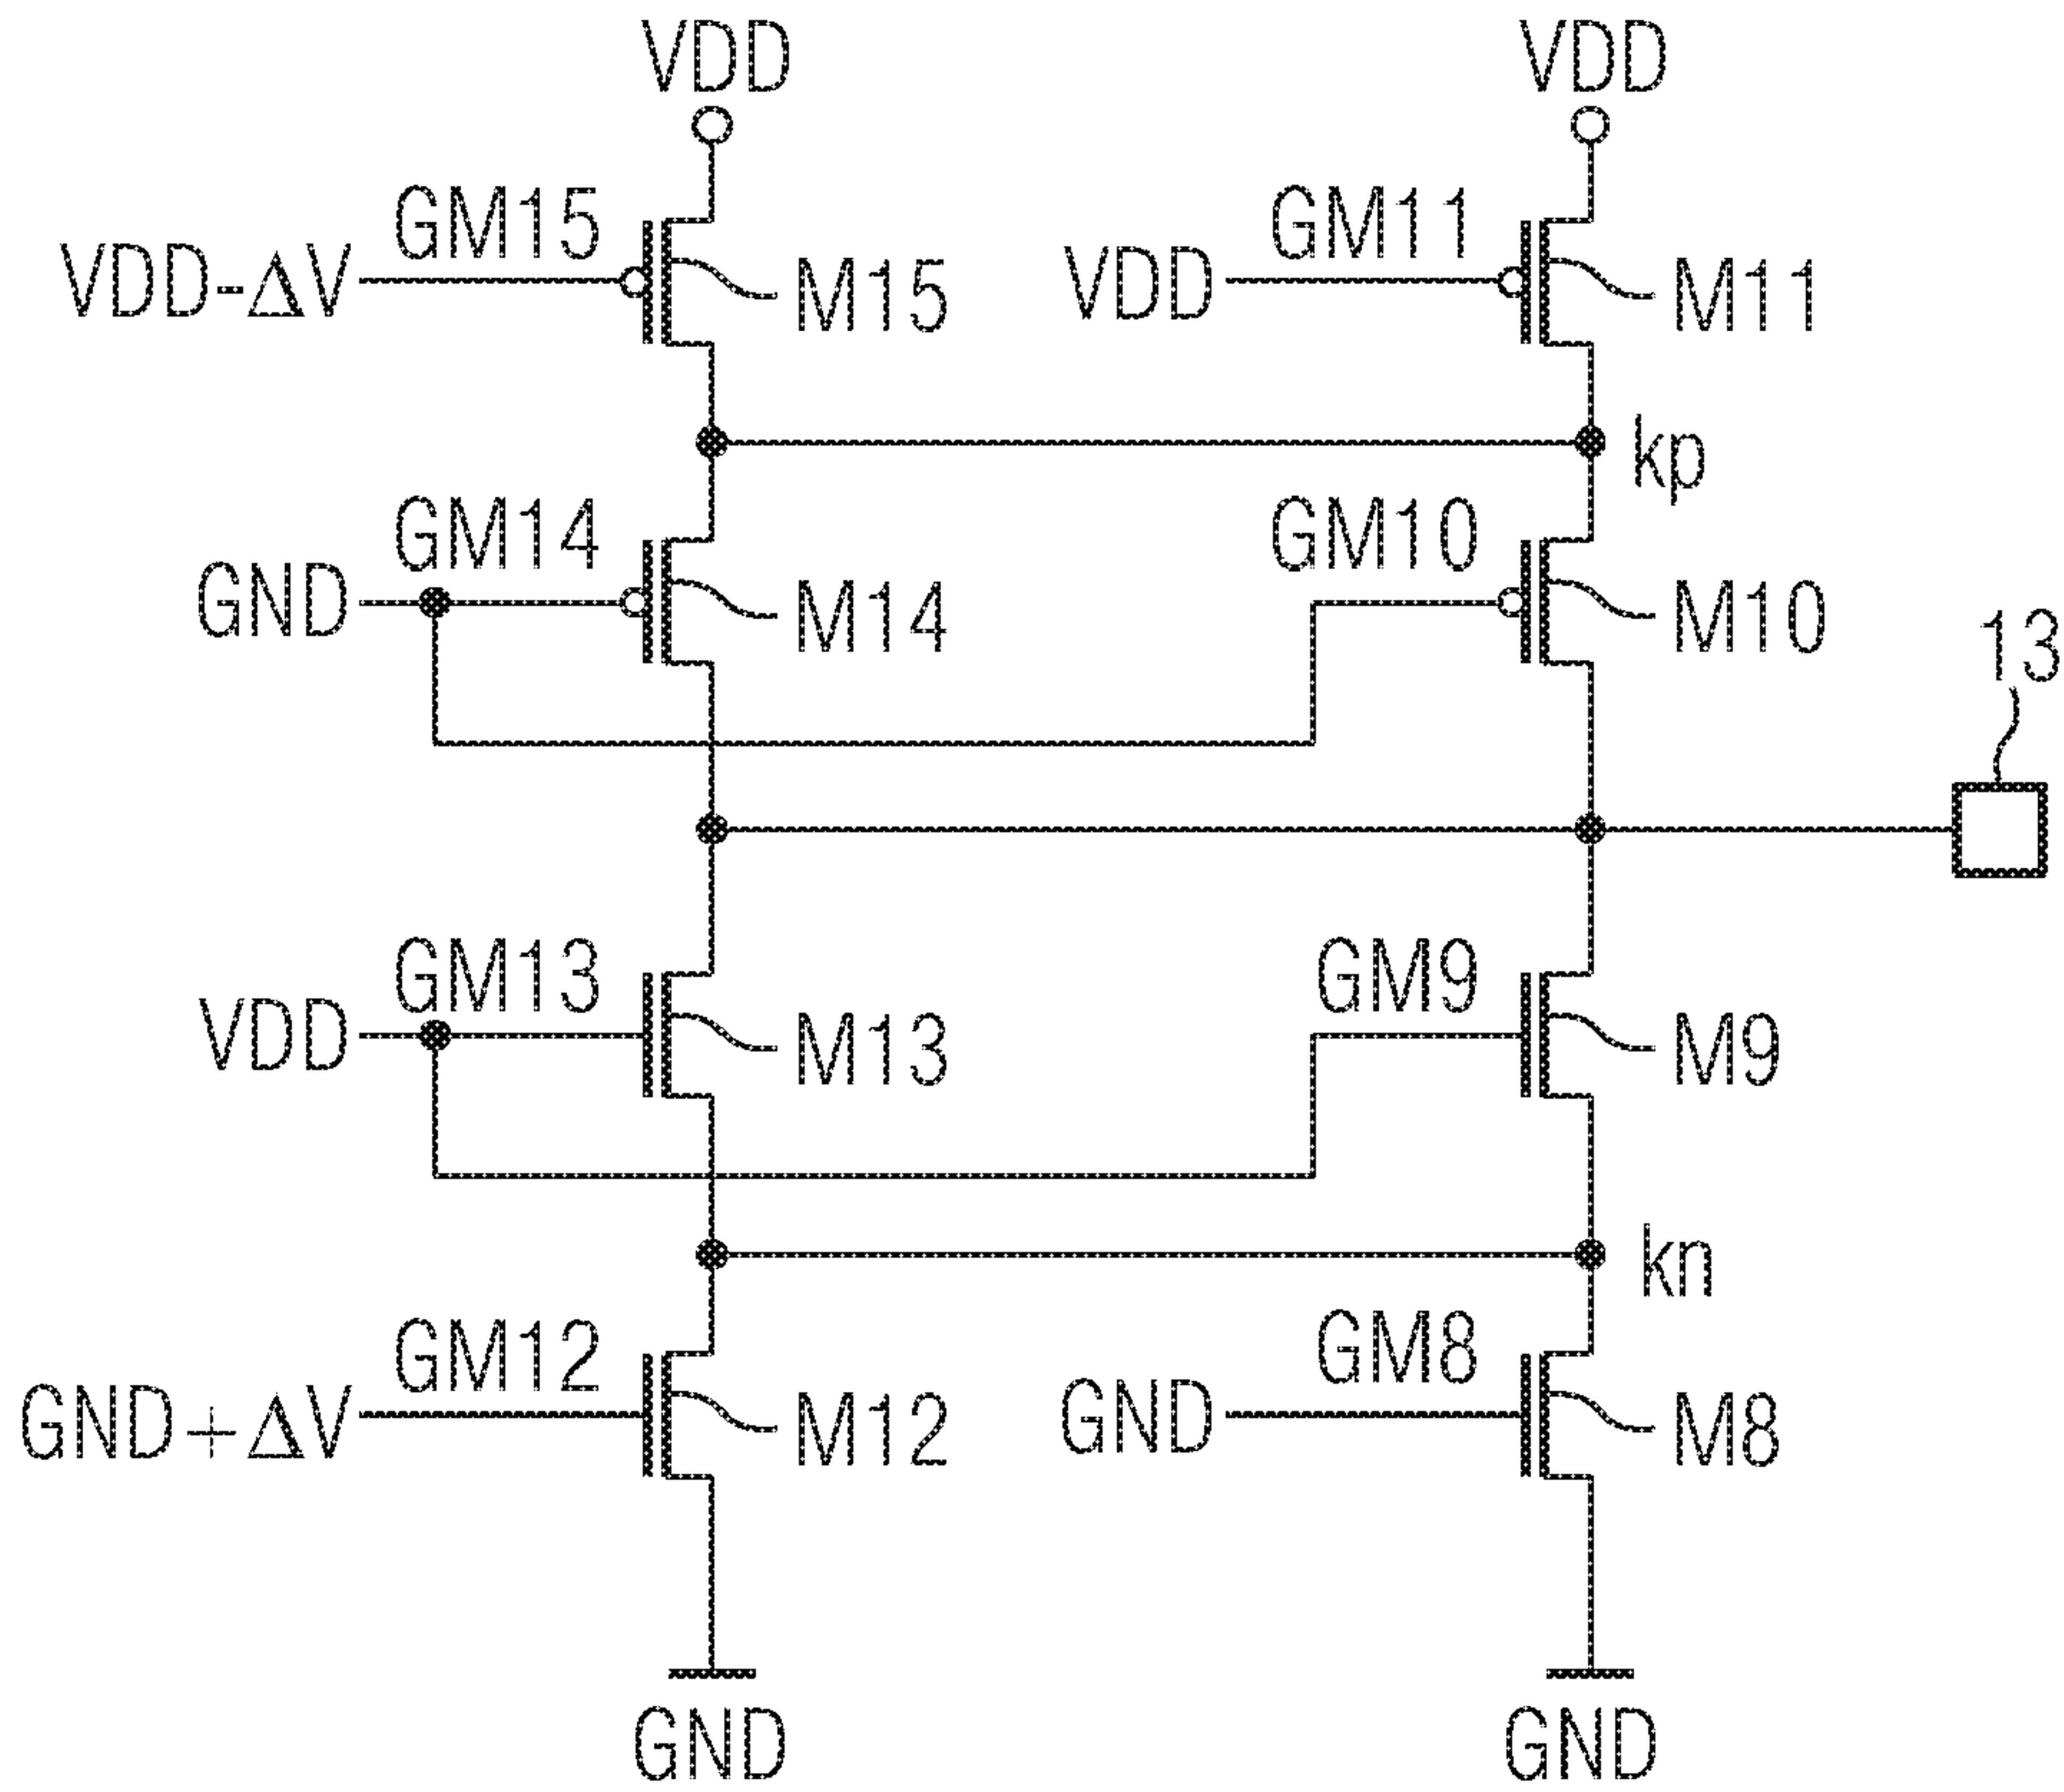 VDD VDD
GM15 GM11
VDD-ΔV M15 VDD M11
kp
GM14 GM10
GND M14 M10 13
GM13 GM9
VDD M13 M9
kn
GM12 GM8
GND+ΔV M12 GND M8
GND GND